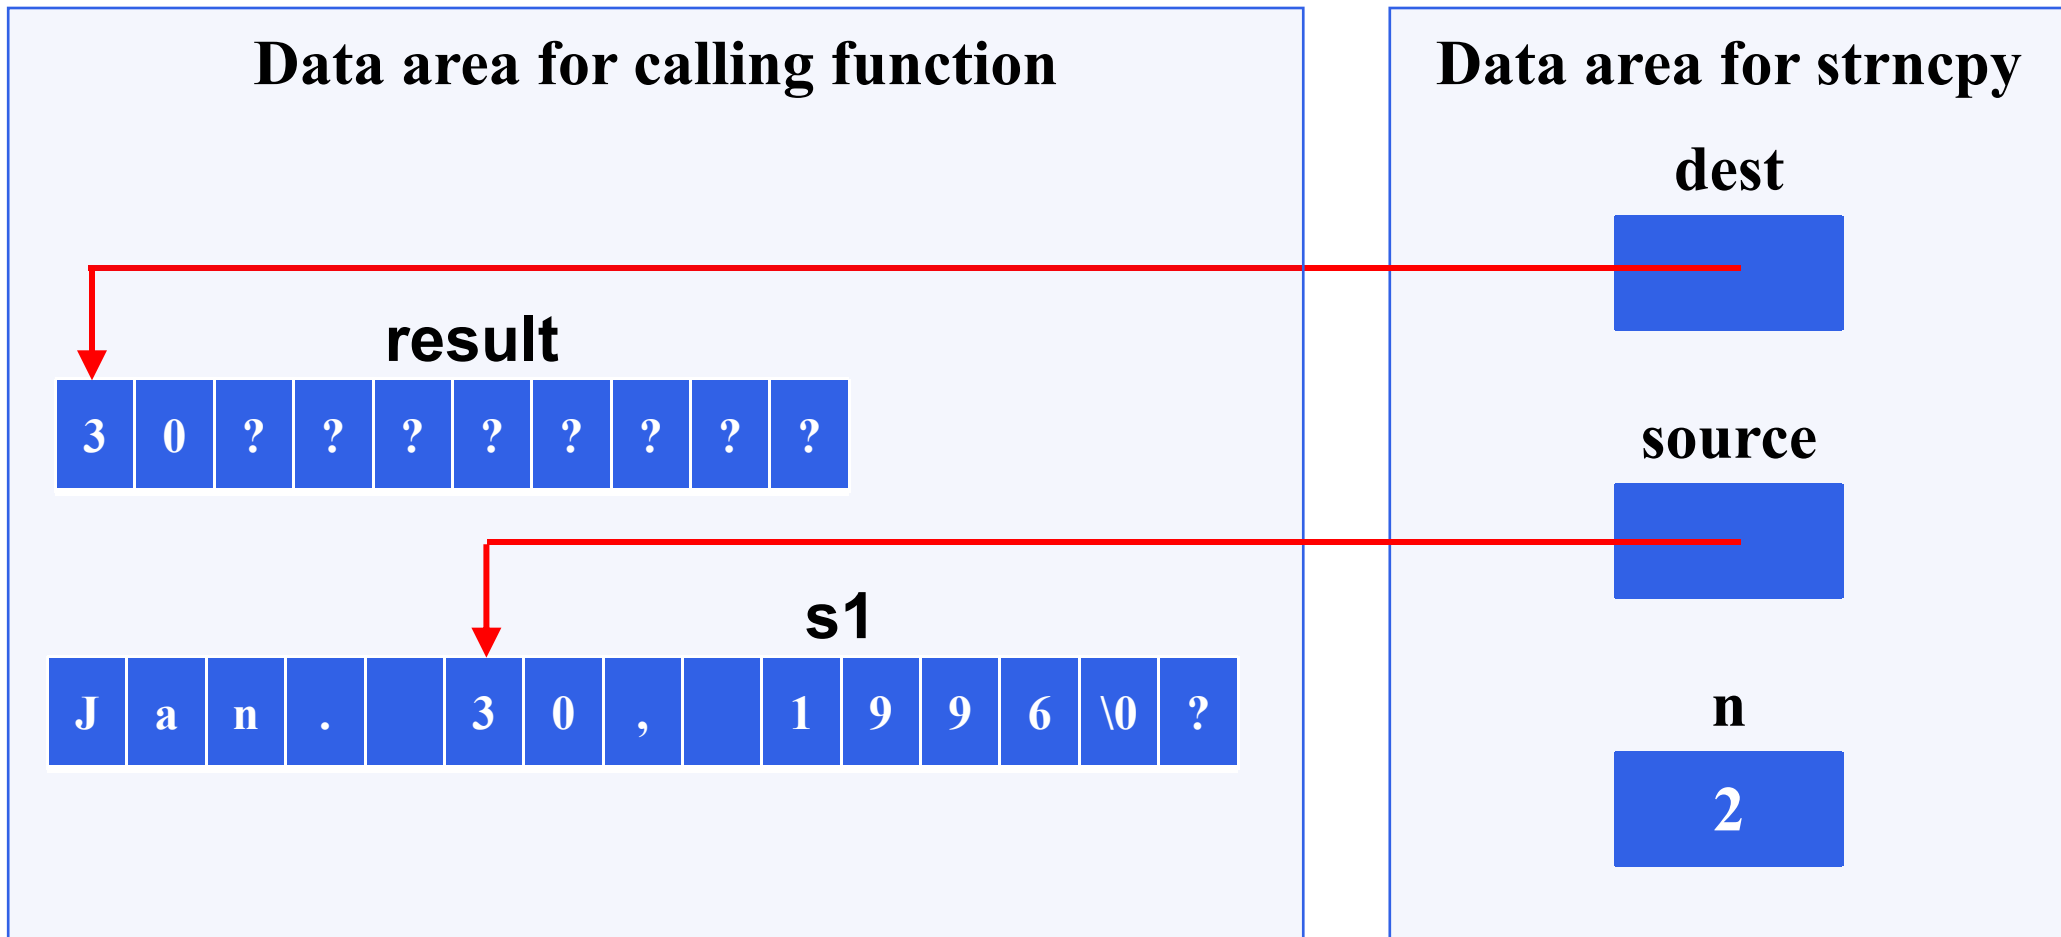 Data area for calling function
Data area for strncpy
dest
result
3 0 ? ? ? ? ? ? ? ?
source
s1
J a n . 3 0 , 1 9 9 6 \0 ?
n
2